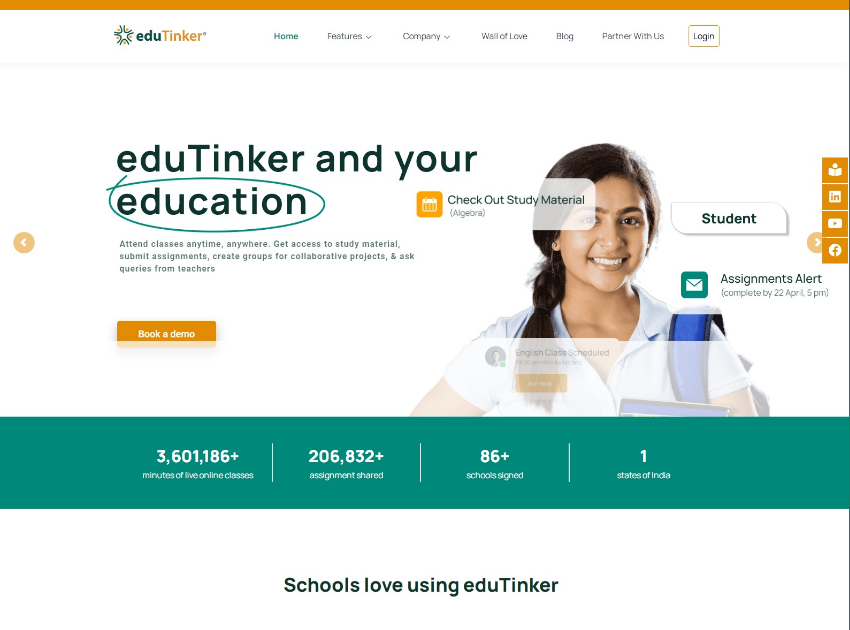 eduTinker®
Home
Features
Company
Wall of Love
Blog
Partner With Us
Login
eduTinker and your
education
Attend classes anytime, anywhere. Get access to study material,
submit assignments, create groups for collaborative projects, & ask
queries from teachers
Book a demo
Check Out Study Material
(Algebra)
Student
Assignments Alert
(complete by 22 April, 5 pm)
English Class Scheduled
3,601,186+
minutes of live online classes
206,832+
assignment shared
86+
schools signed
1
states of India
Schools love using eduTinker